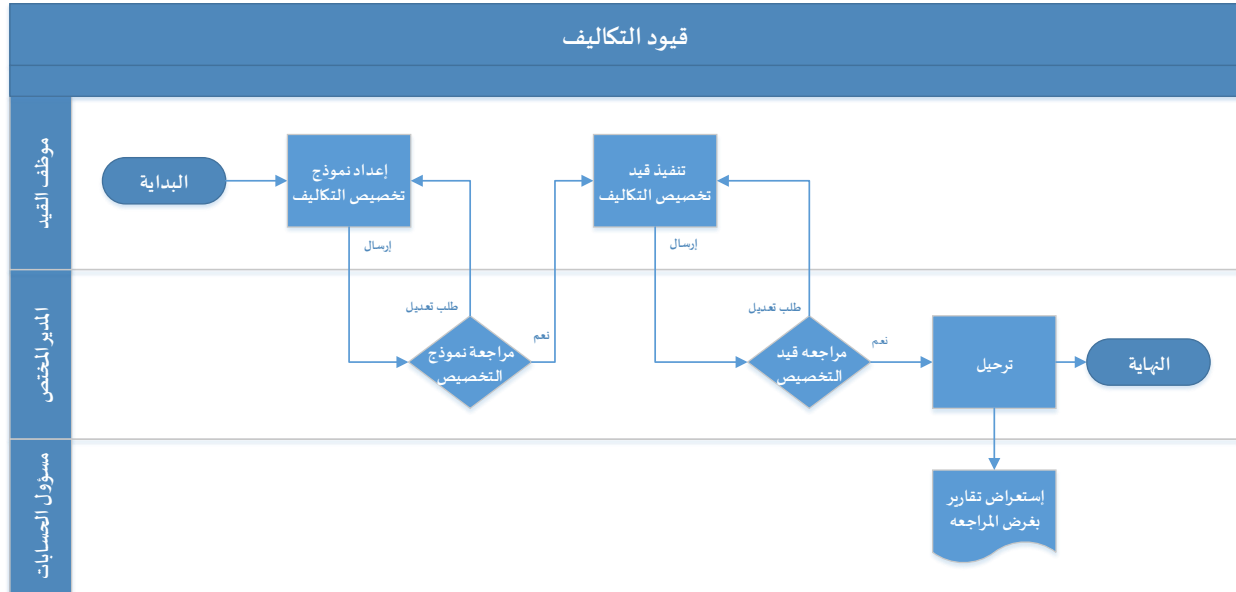 قيود التكاليف
موظف القيد
البداية
إعداد نموذج
تخصيص التكاليف
تنفيذ قيد
تخصيص التكاليف
إرسال
إرسال
المدير المختص
طلب تعديل
نعم
مراجعة نموذج
التخصيص
طلب تعديل
نعم
مراجعه قيد
التخصيص
ترحيل
النهاية
مسؤول الحسابات
إستعراض تقارير
بغرض المراجعه